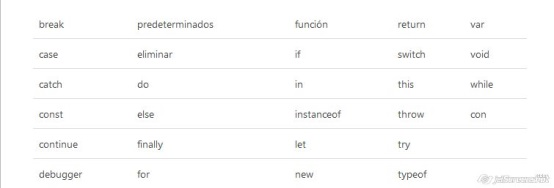 break predeterminados función return var
case eliminar if switch void
catch do in this while
const else instanceof throw con
continue finally let try
debugger for new typeof